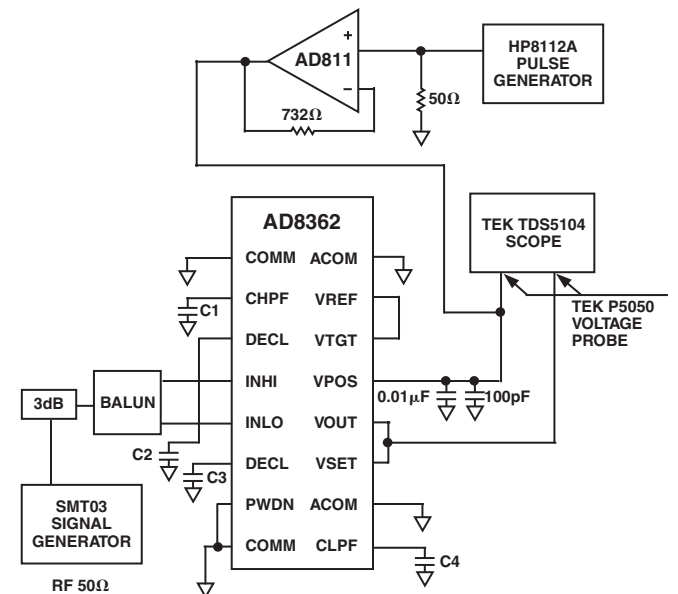 AD811
+
−
HP8112A
PULSE
GENERATOR
50Ω
732Ω
AD8362
COMM
ACOM
CHPF
VREF
DECL
VTGT
INHI
VPOS
INLO
VOUT
DECL
VSET
PWDN
ACOM
COMM
CLPF
C1
C2
C3
C4
0.01μF
100pF
TEK TDS5104
SCOPE
TEK P5050
VOLTAGE
PROBE
3dB
BALUN
SMT03
SIGNAL
GENERATOR
RF 50Ω